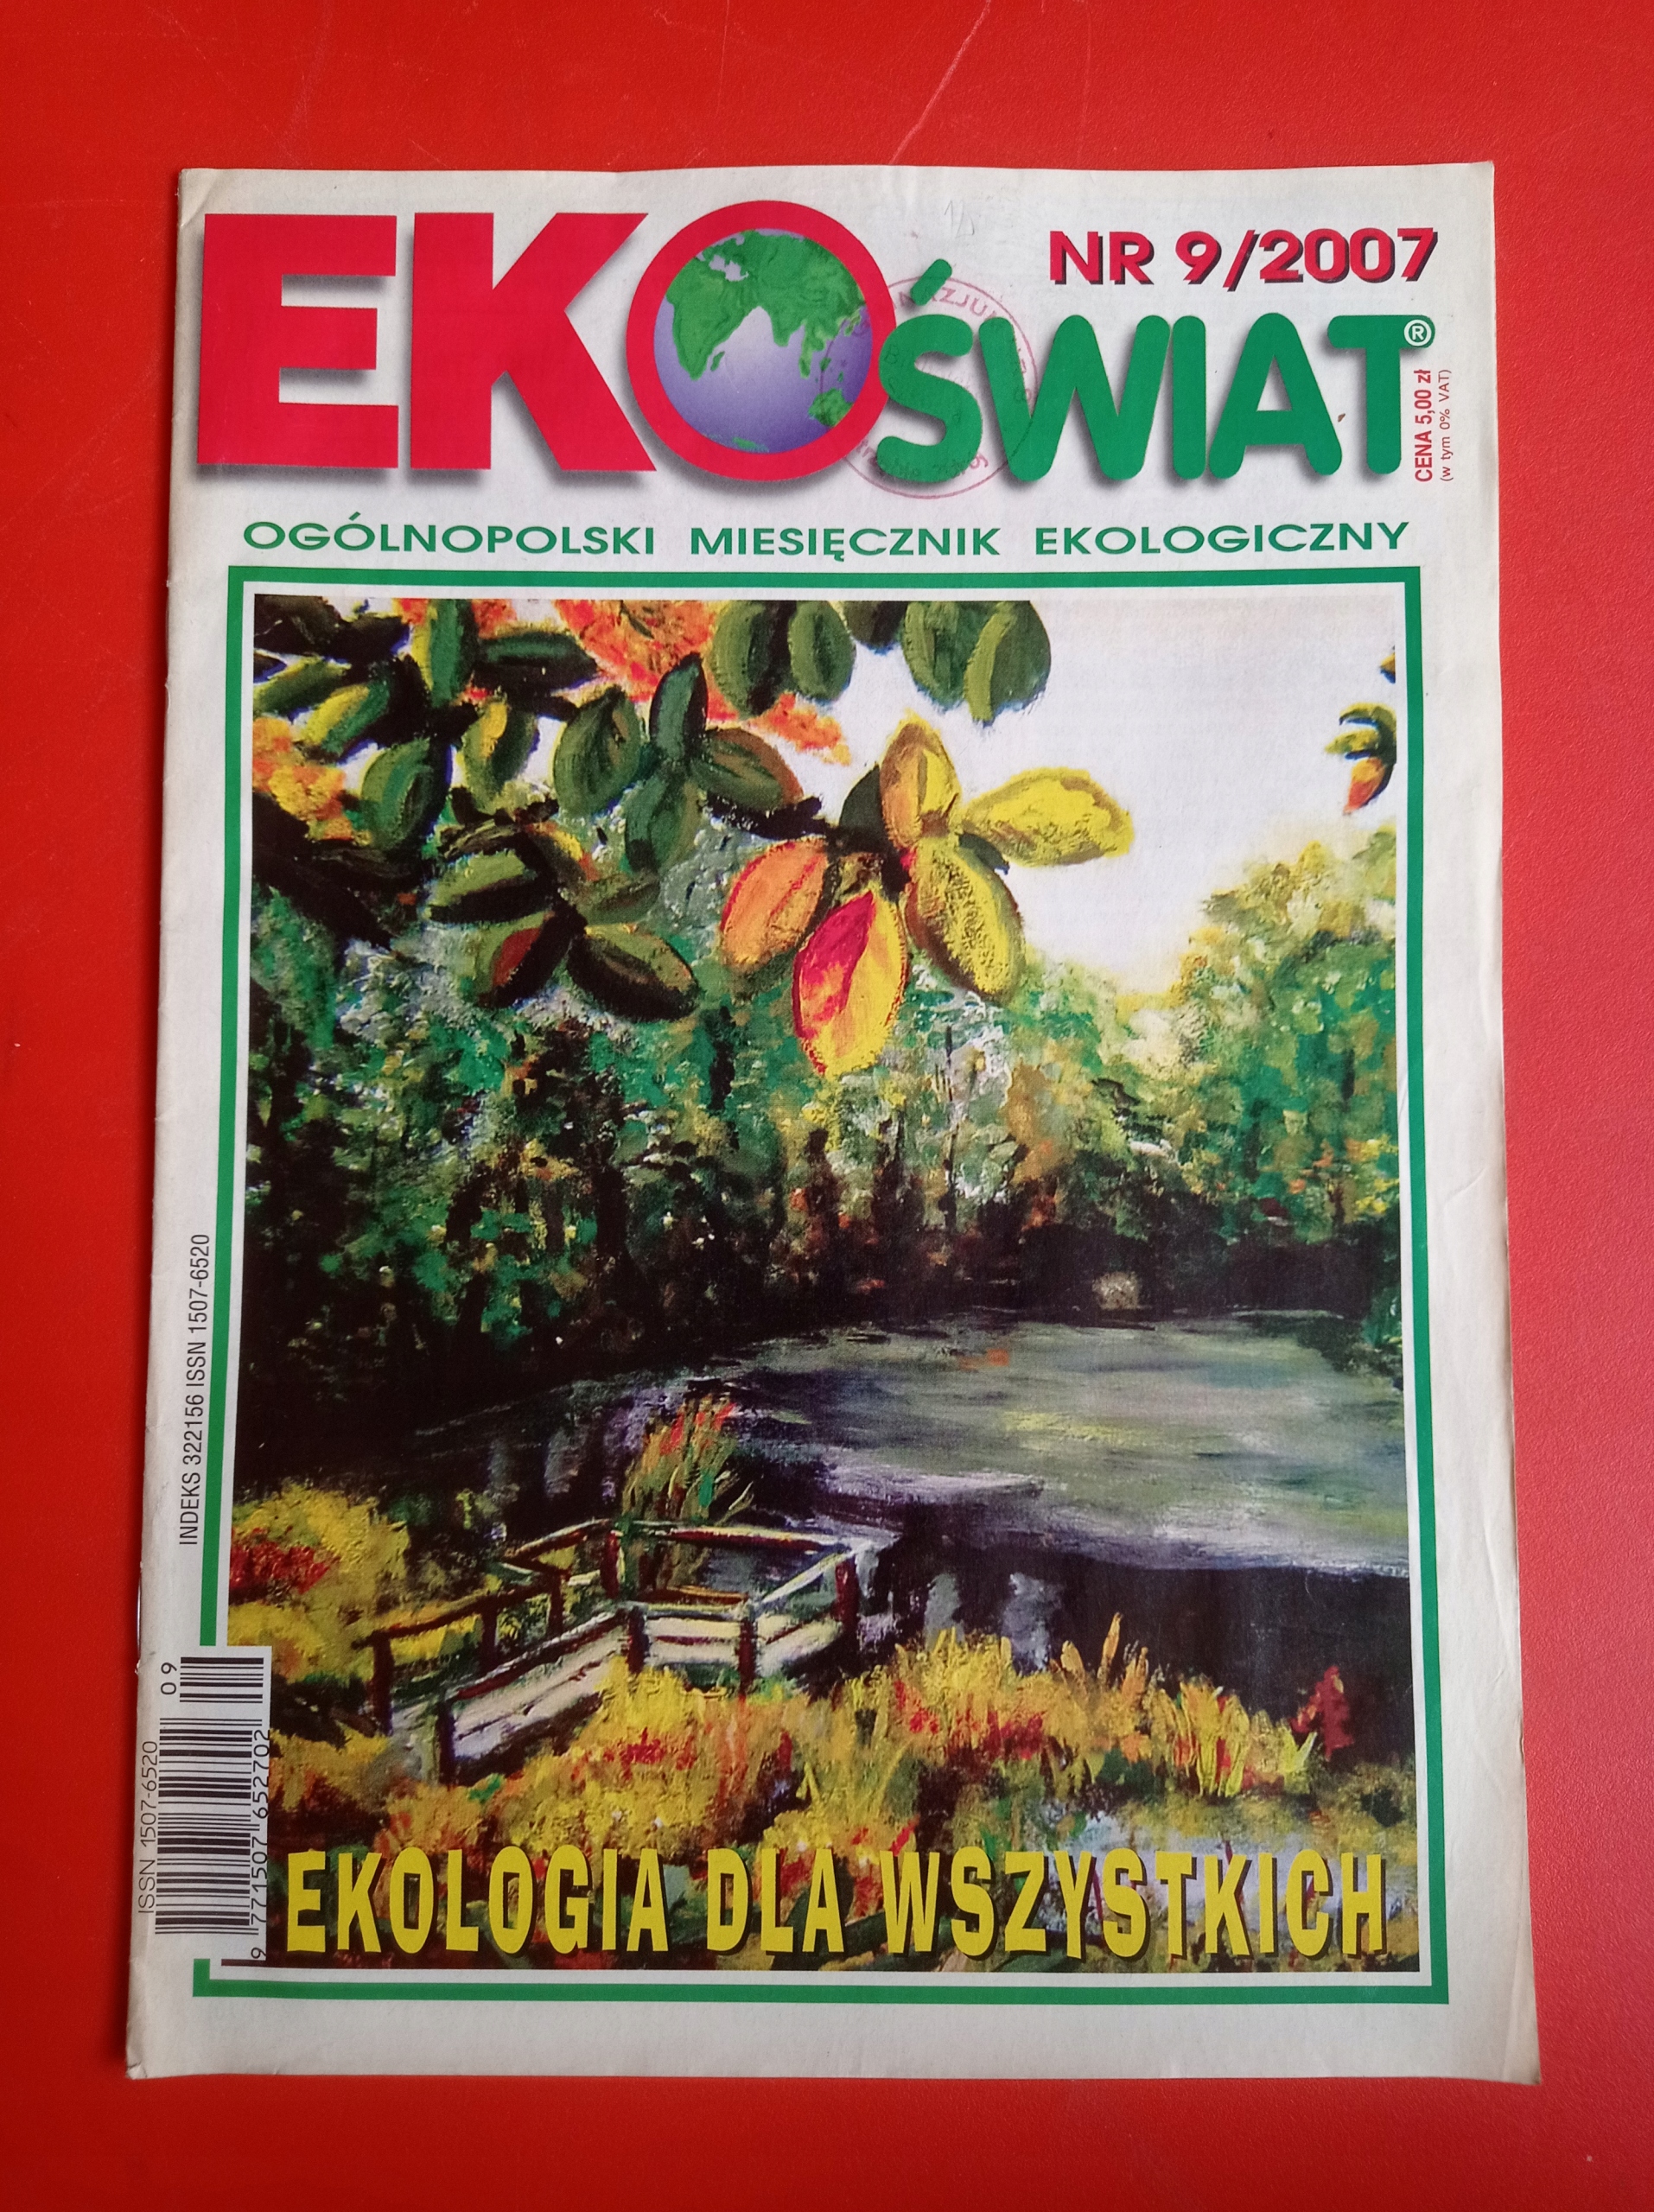 NR 9/2007
EKOŚWIAT®
CENA 5,00 zł
(w tym 0% VAT)
OGÓLNOPOLSKI MIESIĘCZNIK EKOLOGICZNY
INDEKS 322156 ISSN 1507-6520
ISSN 1507-6520
09
9 771507 652702
EKOLOGIA DLA WSZYSTKICH